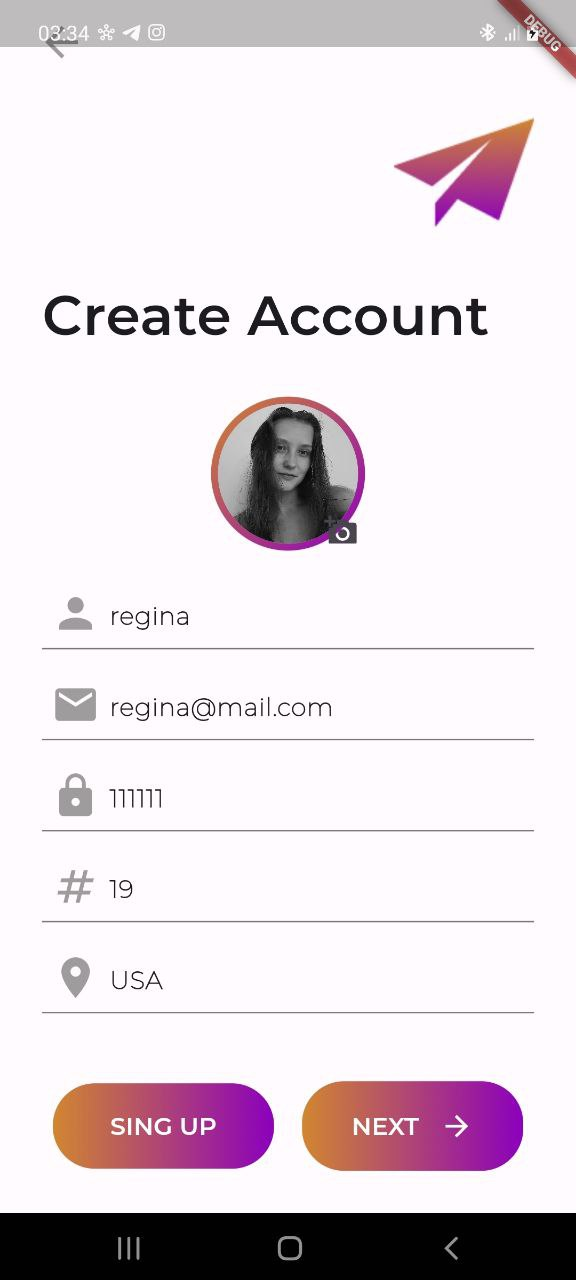 03:34
DEBUG
Create Account
regina
regina@mail.com
111111
# 19
USA
SING UP
NEXT →